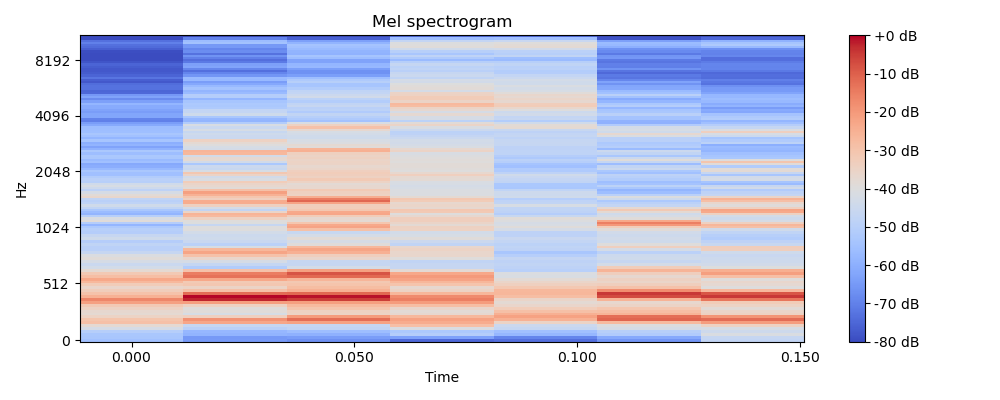 Mel spectrogram
+0 dB
8192
-10 dB
4096
-20 dB
-30 dB
2048
Hz
-40 dB
1024
-50 dB
-60 dB
512
-70 dB
0
-80 dB
0.000
0.050
0.100
0.150
Time